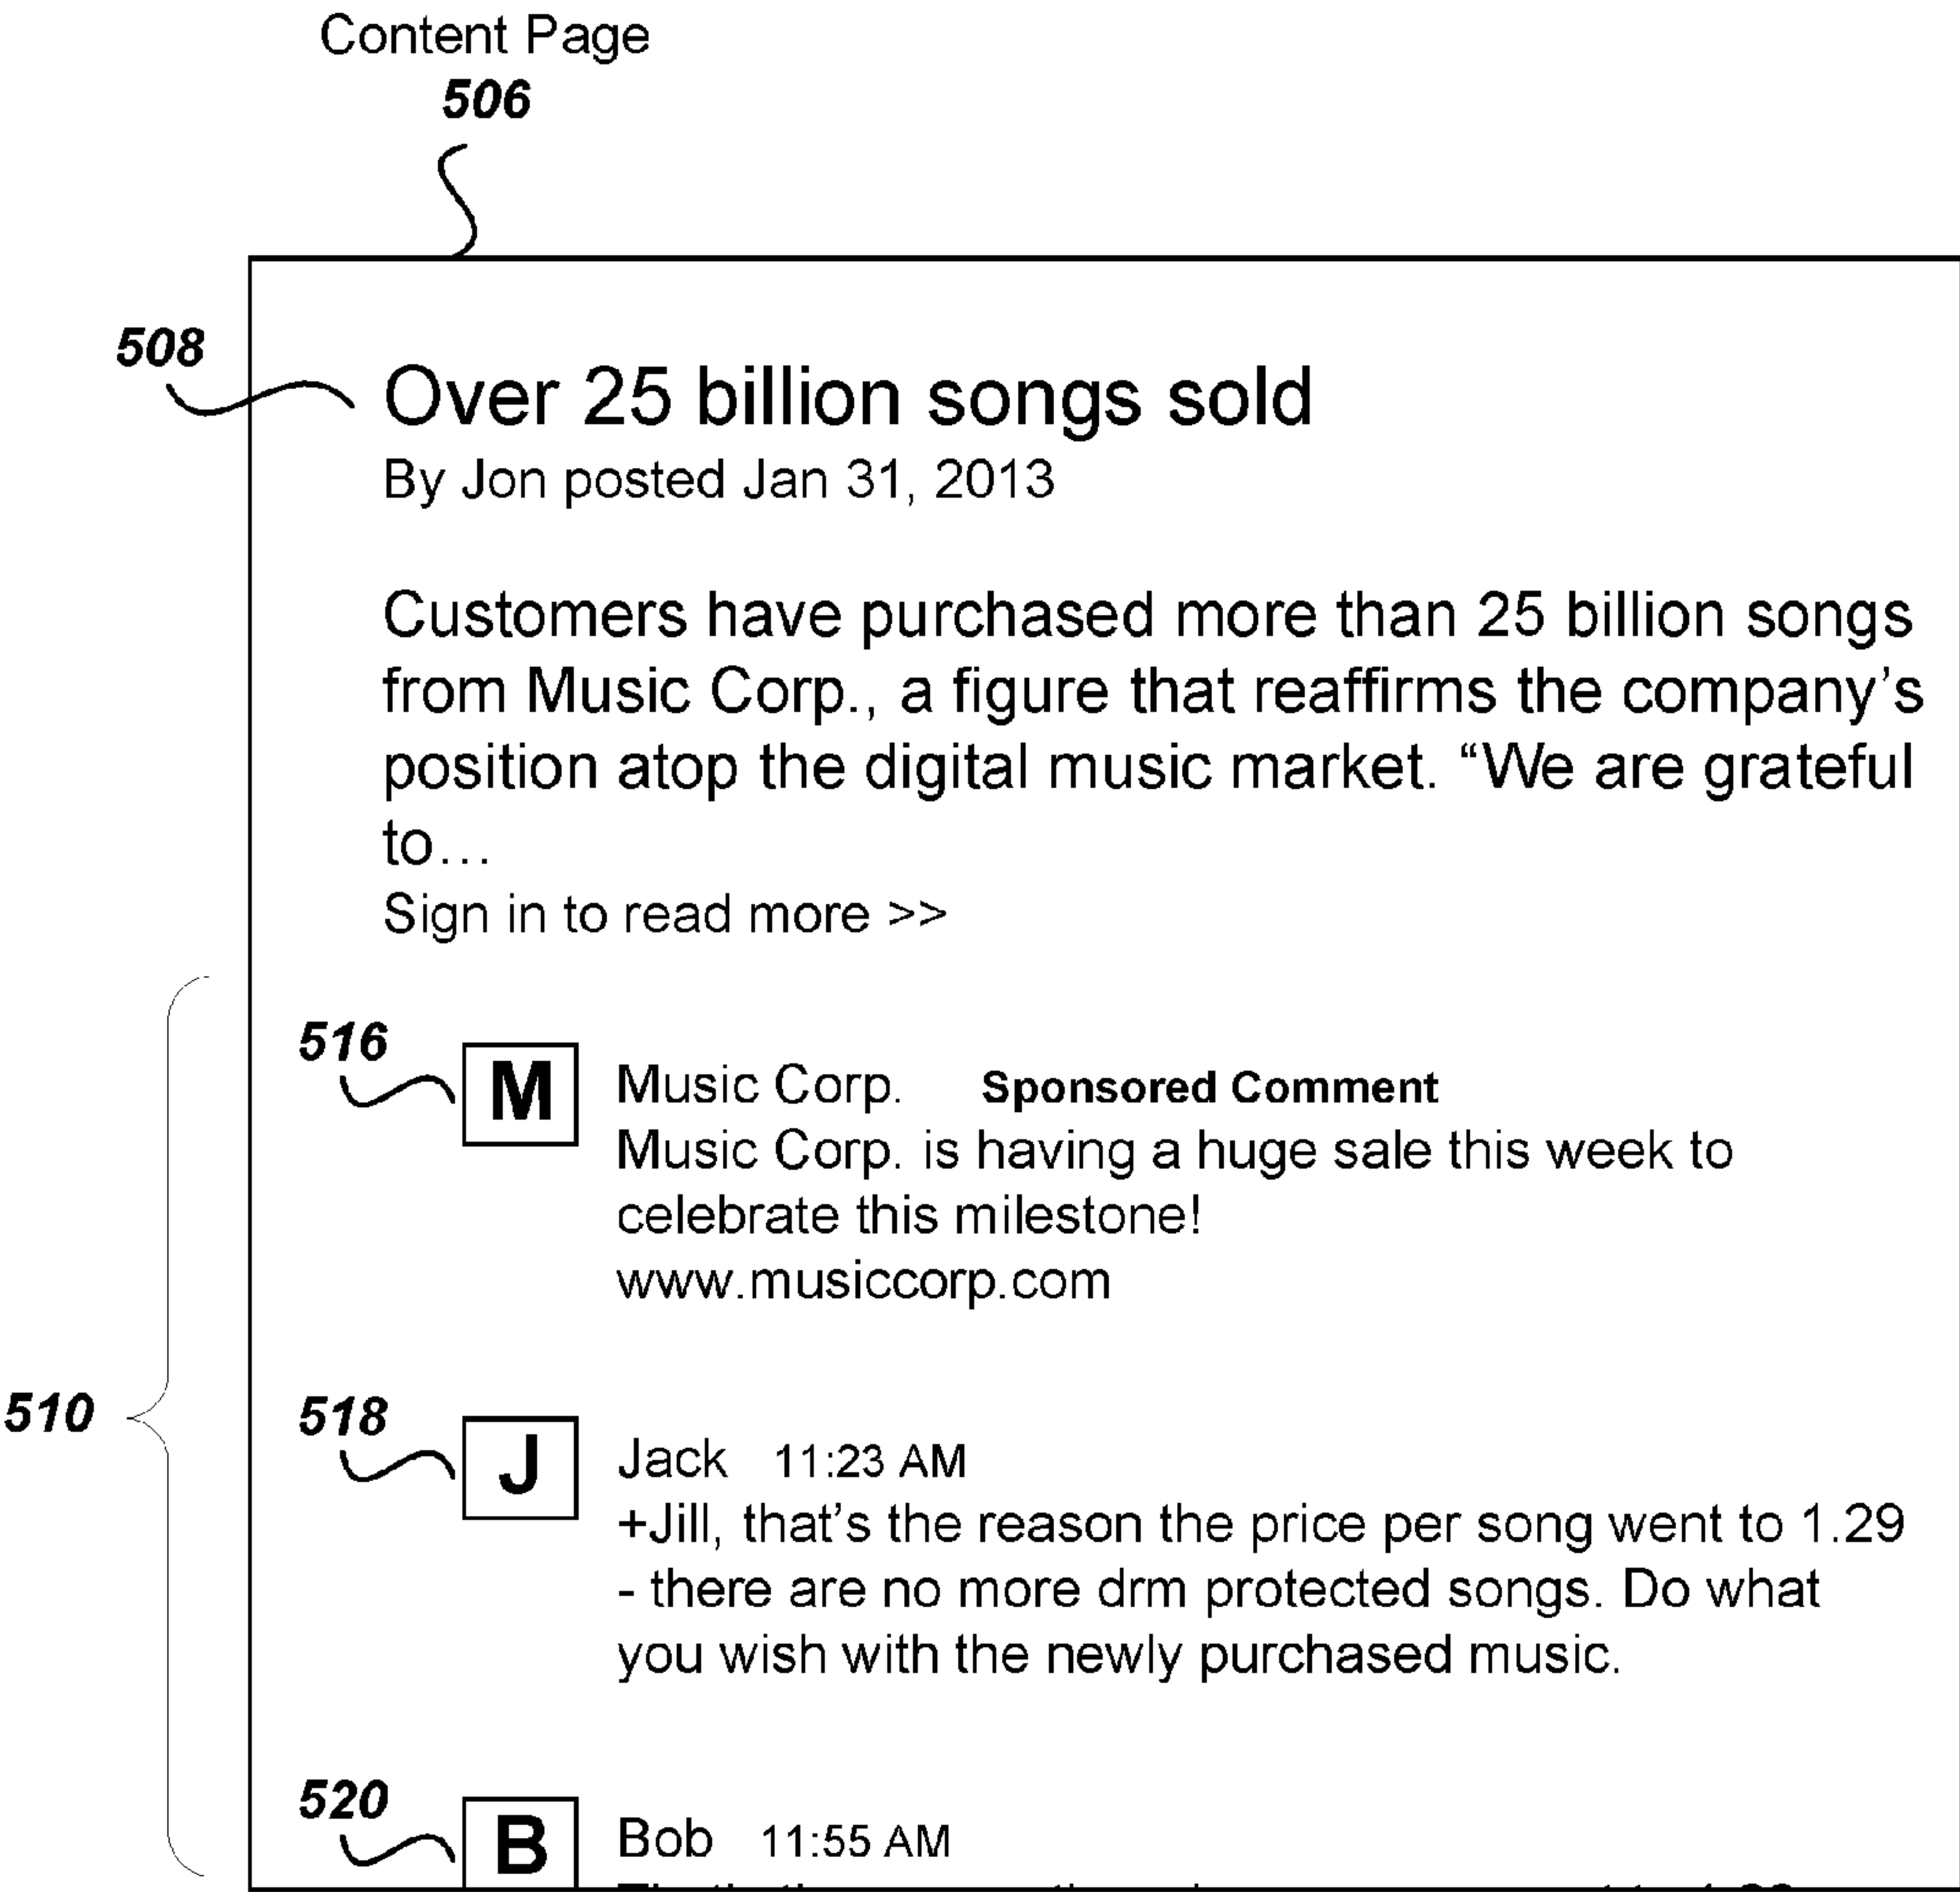 Content Page
506
508
Over 25 billion songs sold
By Jon posted Jan 31, 2013
Customers have purchased more than 25 billion songs
from Music Corp., a figure that reaffirms the company’s
position atop the digital music market. “We are grateful
to...
Sign in to read more >>
510
516
M
Music Corp. Sponsored Comment
Music Corp. is having a huge sale this week to
celebrate this milestone!
www.musiccorp.com
518
J
Jack 11:23 AM
+Jill, that’s the reason the price per song went to 1.29
- there are no more drm protected songs. Do what
you wish with the newly purchased music.
520
B
Bob 11:55 AM